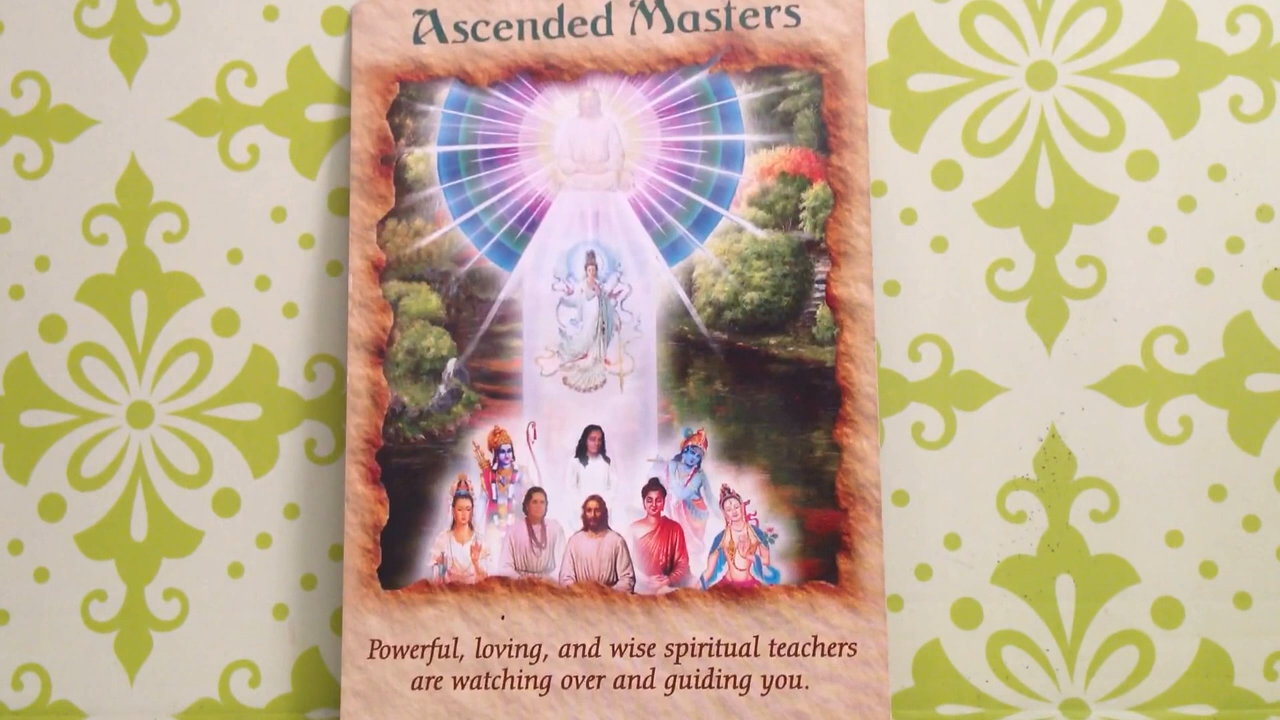 Ascended Masters
Powerful, loving, and wise spiritual teachers
are watching over and guiding you.